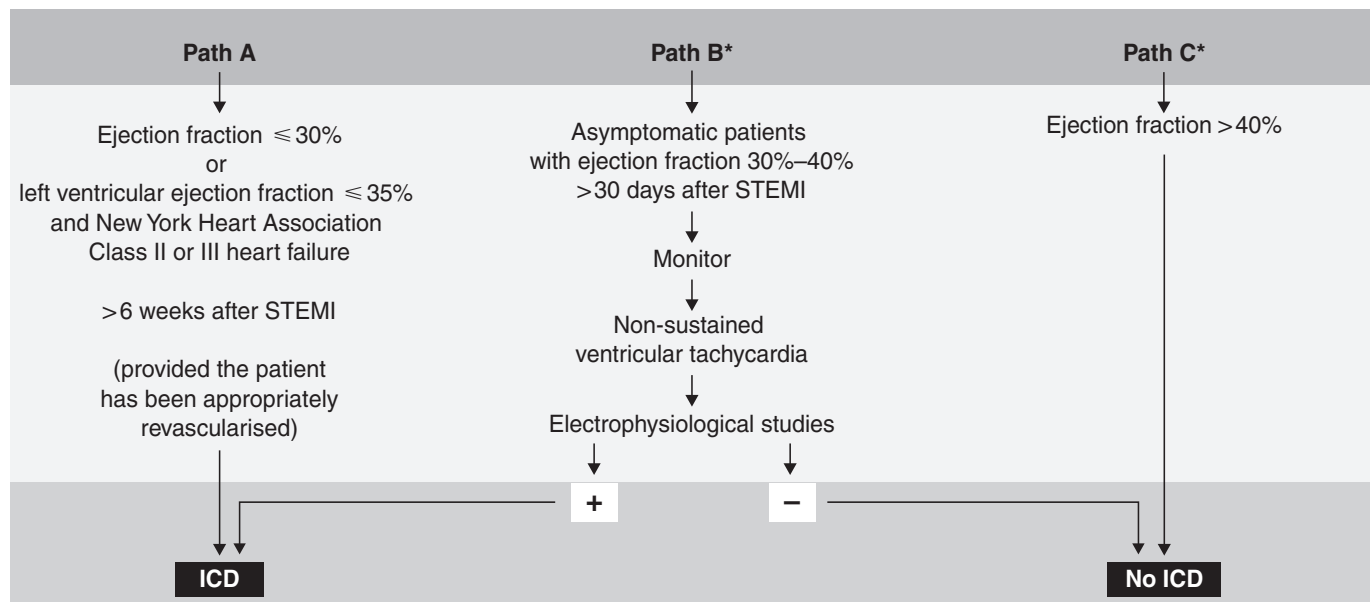 Path A
Ejection fraction ⩽30%
or
left ventricular ejection fraction ⩽35%
and New York Heart Association
Class II or III heart failure
>6 weeks after STEMI
(provided the patient
has been appropriately
revascularised)
Path B*
Asymptomatic patients
with ejection fraction 30%–40%
>30 days after STEMI
Monitor
Non-sustained
ventricular tachycardia
Electrophysiological studies
+
−
Path C*
Ejection fraction >40%
ICD
No ICD